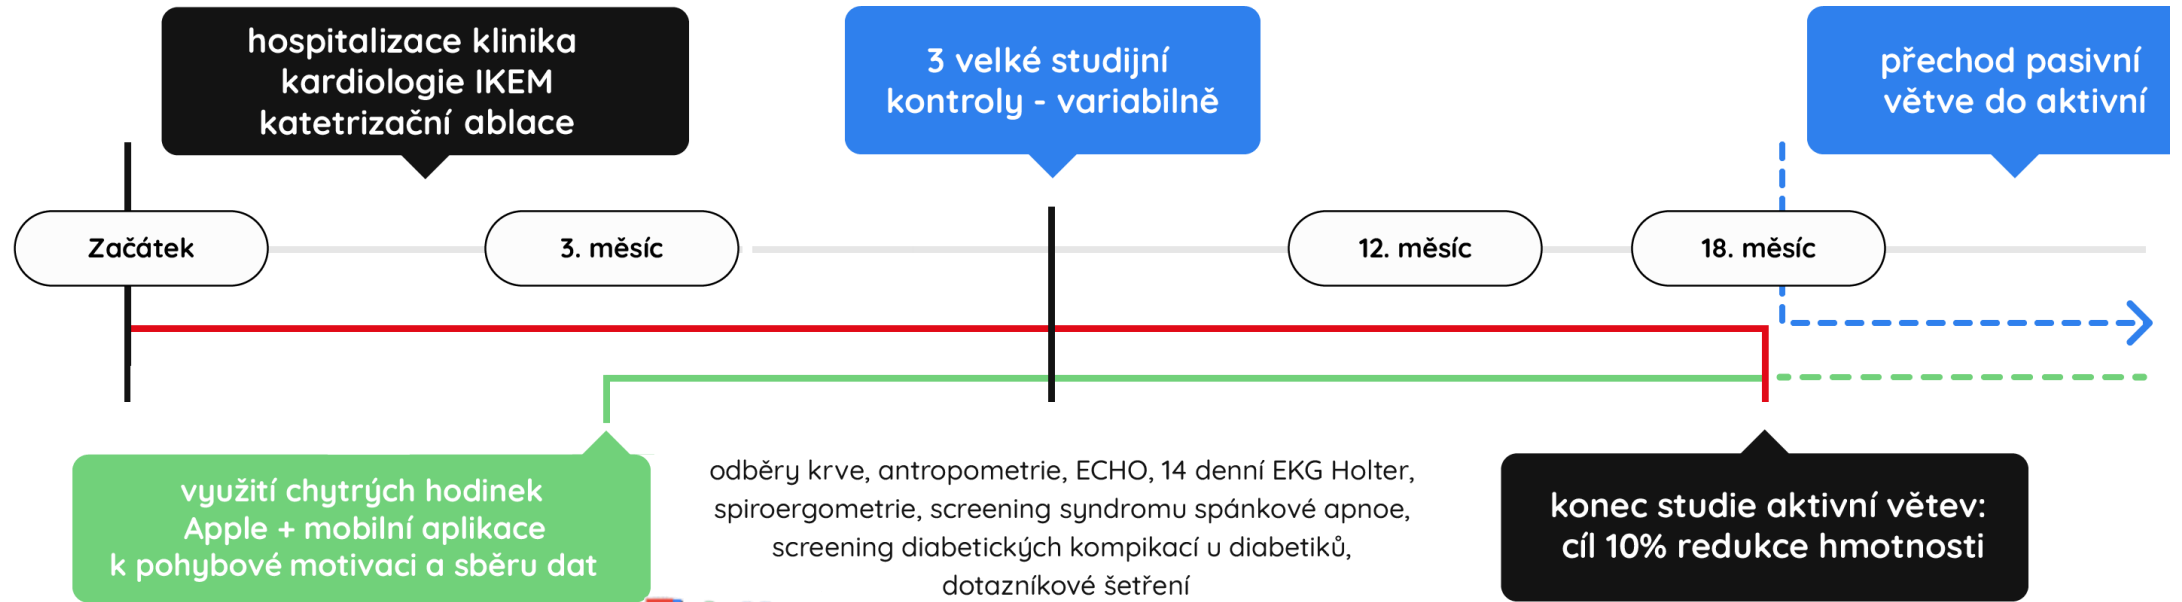 hospitalizace klinika
kardiologie IKEM
katetrizační ablace
3 velké studijní
kontroly - variabilně
přechod pasivní
větve do aktivní
Začátek
3. měsíc
12. měsíc
18. měsíc
využití chytrých hodinek
Apple + mobilní aplikace
k pohybové motivaci a sběru dat
odběry krve, antropometrie, ECHO, 14 denní EKG Holter,
spiroergometrie, screening syndromu spánkové apnoe,
screening diabetických kompikací u diabetiků,
dotazníkové šetření
konec studie aktivní větev:
cíl 10% redukce hmotnosti